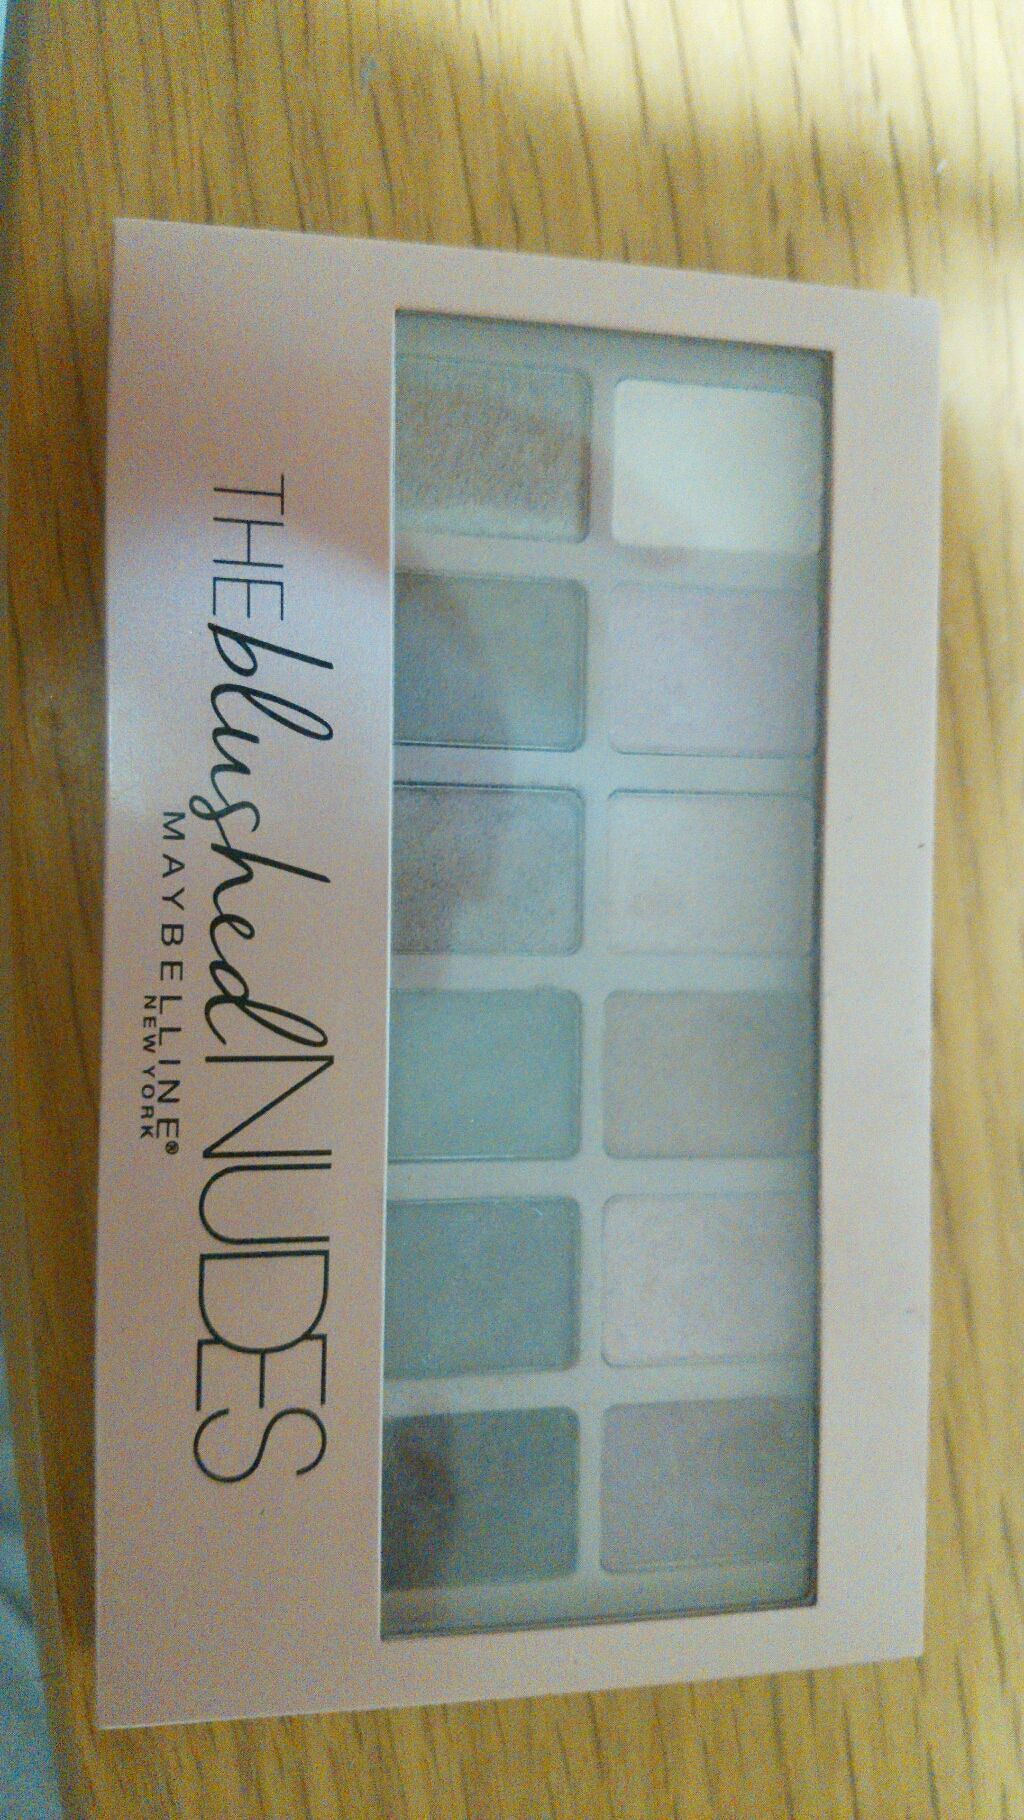 THE blushed NUDES
MAYBELLINE®
NEW YORK